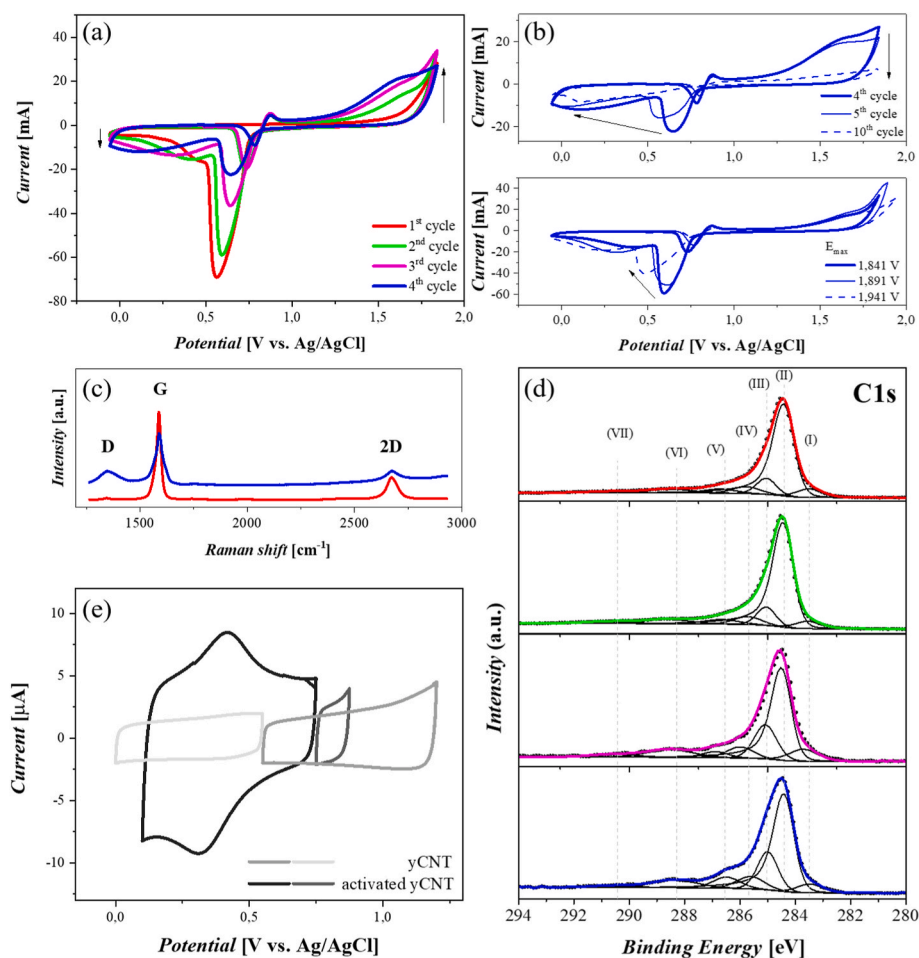 (a)
Current [mA]
40
20
0
-20
-40
-60
-80
1st cycle
2nd cycle
3rd cycle
4th cycle
0,0
0,5
1,0
1,5
2,0
Potential [V vs. Ag/AgCl]
(b)
Current [mA]
20
0
-20
4th cycle
5th cycle
10th cycle
0,0
0,5
1,0
1,5
2,0
Current [mA]
40
20
0
-20
-40
-60
Emax
1,841 V
1,891 V
1,941 V
0,0
0,5
1,0
1,5
2,0
Potential [V vs. Ag/AgCl]
(c)
Intensity [a.u.]
D
G
2D
1500
2000
2500
3000
Raman shift [cm-1]
(d)
C1s
(VII)
(VI)
(V)
(IV)
(III)
(II)
(I)
Intensity (a.u.)
294
292
290
288
286
284
282
280
Binding Energy [eV]
(e)
Current [µA]
10
5
0
-5
-10
yCNT
activated yCNT
0.0
0.5
1.0
Potential [V vs. Ag/AgCl]